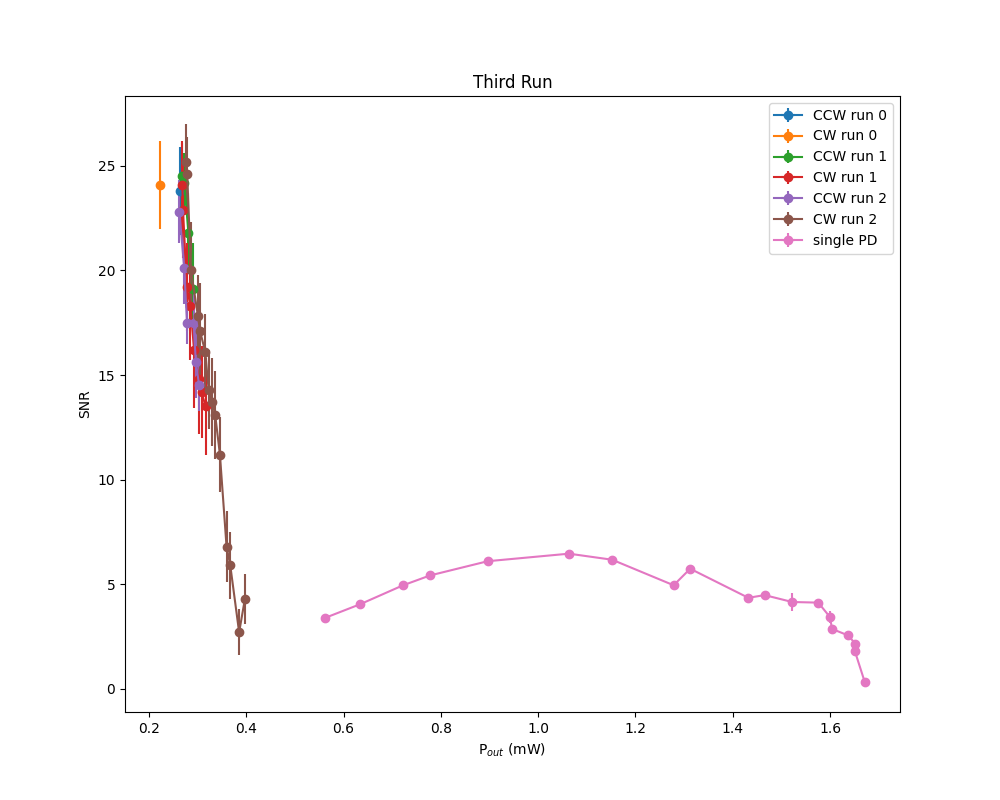 Third Run
CCW run 0
CW run 0
CCW run 1
CW run 1
CCW run 2
CW run 2
single PD
SNR
25
20
15
10
5
0
0.2 0.4 0.6 0.8 1.0 1.2 1.4 1.6
P_out (mW)